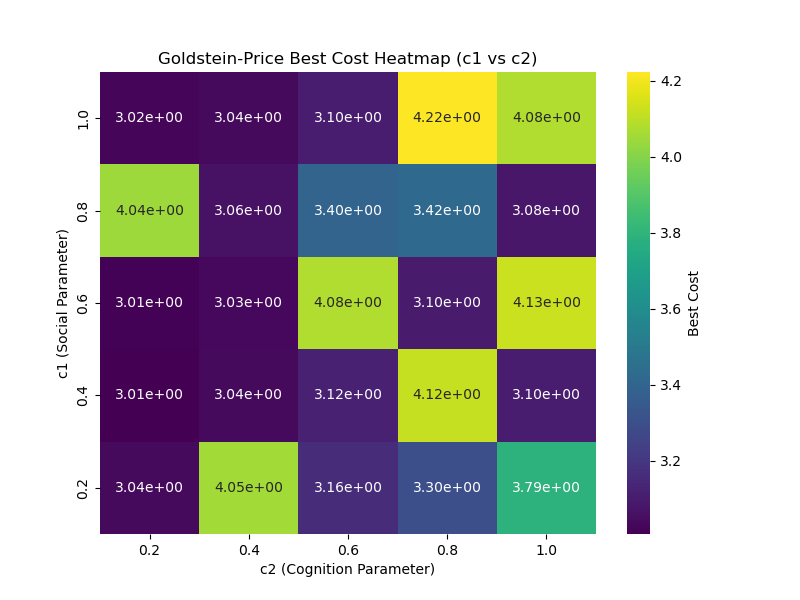 Goldstein-Price Best Cost Heatmap (c1 vs c2)
c1 (Social Parameter)
1.0 3.02e+00 3.04e+00 3.10e+00 4.22e+00 4.08e+00
0.8 4.04e+00 3.06e+00 3.40e+00 3.42e+00 3.08e+00
0.6 3.01e+00 3.03e+00 4.08e+00 3.10e+00 4.13e+00
0.4 3.01e+00 3.04e+00 3.12e+00 4.12e+00 3.10e+00
0.2 3.04e+00 4.05e+00 3.16e+00 3.30e+00 3.79e+00
0.2 0.4 0.6 0.8 1.0
c2 (Cognition Parameter)
4.2
4.0
3.8
3.6
3.4
3.2
Best Cost